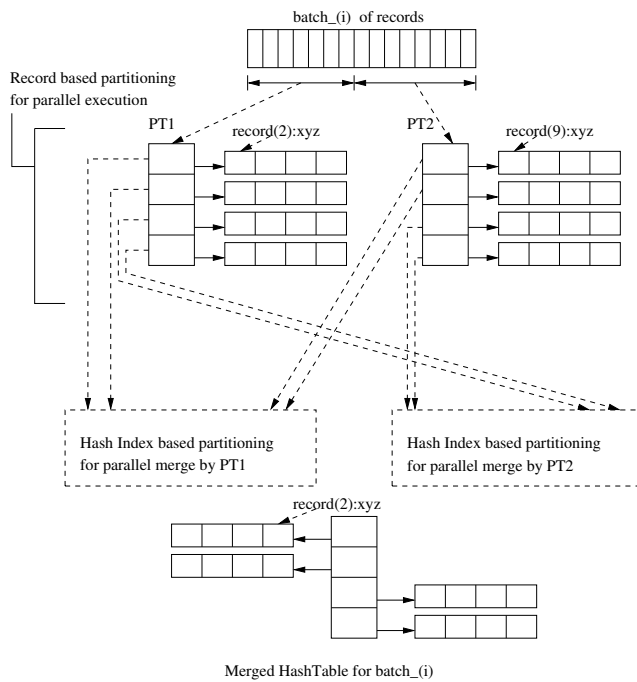 batch_(i) of records
Record based partitioning
for parallel execution
PT1
record(2):xyz
PT2
record(9):xyz
Hash Index based partitioning
for parallel merge by PT1
Hash Index based partitioning
for parallel merge by PT2
record(2):xyz
Merged HashTable for batch_(i)